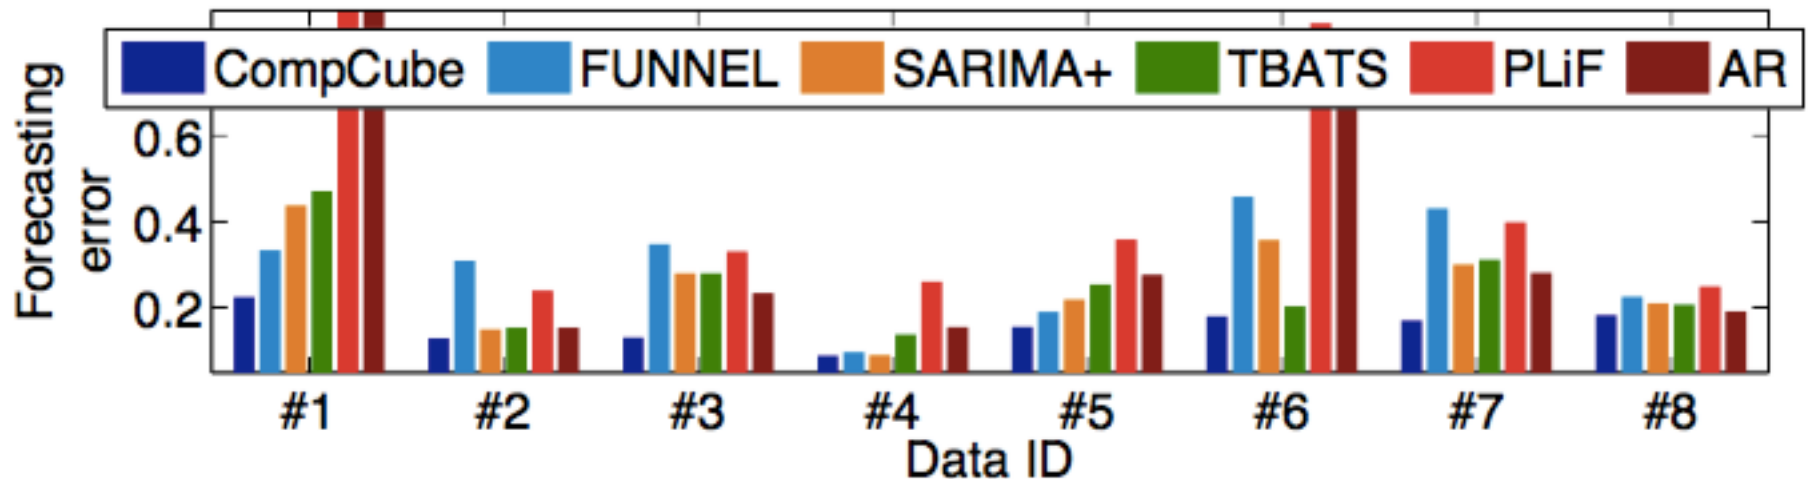 CompCube FUNNEL SARIMA+ TBATS PLiF AR
Forecasting
error
0.6
0.4
0.2
#1 #2 #3 #4 #5 #6 #7 #8
Data ID